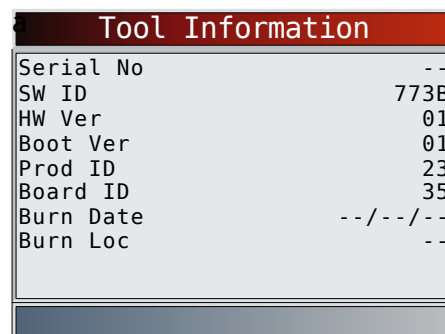 a Tool Information
Serial No --
SW ID 773B
HW Ver 01
Boot Ver 01
Prod ID 23
Board ID 35
Burn Date --/--/--
Burn Loc --